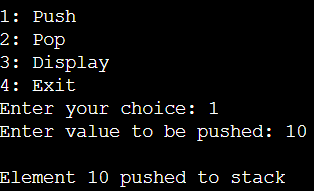 1: Push
2: Pop
3: Display
4: Exit
Enter your choice: 1
Enter value to be pushed: 10
Element 10 pushed to stack